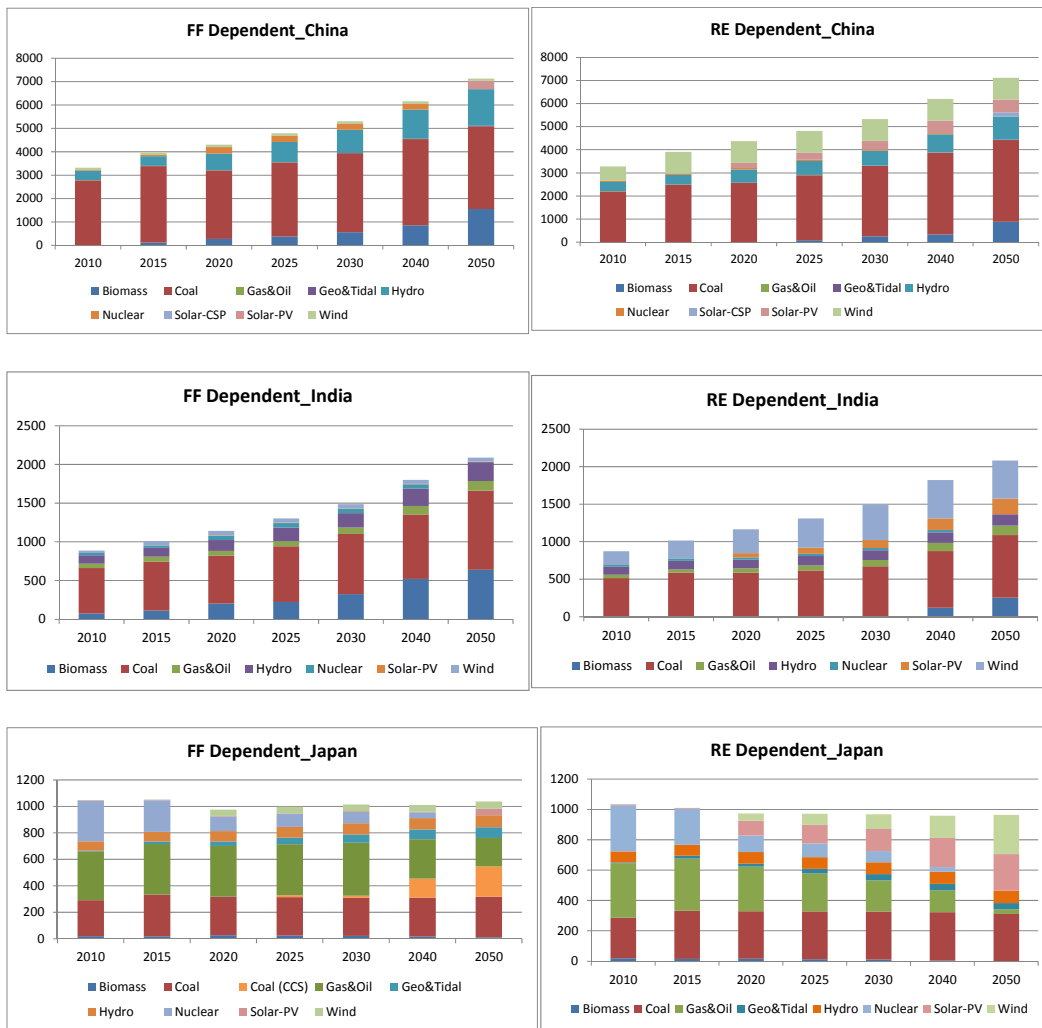 FF Dependent_China
8000
7000
6000
5000
4000
3000
2000
1000
0
2010 2015 2020 2025 2030 2040 2050
Biomass Coal Gas&Oil Geo&Tidal Hydro
Nuclear Solar-CSP Solar-PV Wind
RE Dependent_China
8000
7000
6000
5000
4000
3000
2000
1000
0
2010 2015 2020 2025 2030 2040 2050
Biomass Coal Gas&Oil Geo&Tidal Hydro
Nuclear Solar-CSP Solar-PV Wind
FF Dependent_India
2500
2000
1500
1000
500
0
2010 2015 2020 2025 2030 2040 2050
Biomass Coal Gas&Oil Hydro Nuclear Solar-PV Wind
RE Dependent_India
2500
2000
1500
1000
500
0
2010 2015 2020 2025 2030 2040 2050
Biomass Coal Gas&Oil Hydro Nuclear Solar-PV Wind
FF Dependent_Japan
1200
1000
800
600
400
200
0
2010 2015 2020 2025 2030 2040 2050
Biomass Coal Coal (CCS) Gas&Oil Geo&Tidal
Hydro Nuclear Solar-PV Wind
RE Dependent_Japan
1200
1000
800
600
400
200
0
2010 2015 2020 2025 2030 2040 2050
Biomass Coal Gas&Oil Geo&Tidal Hydro Nuclear Solar-PV Wind